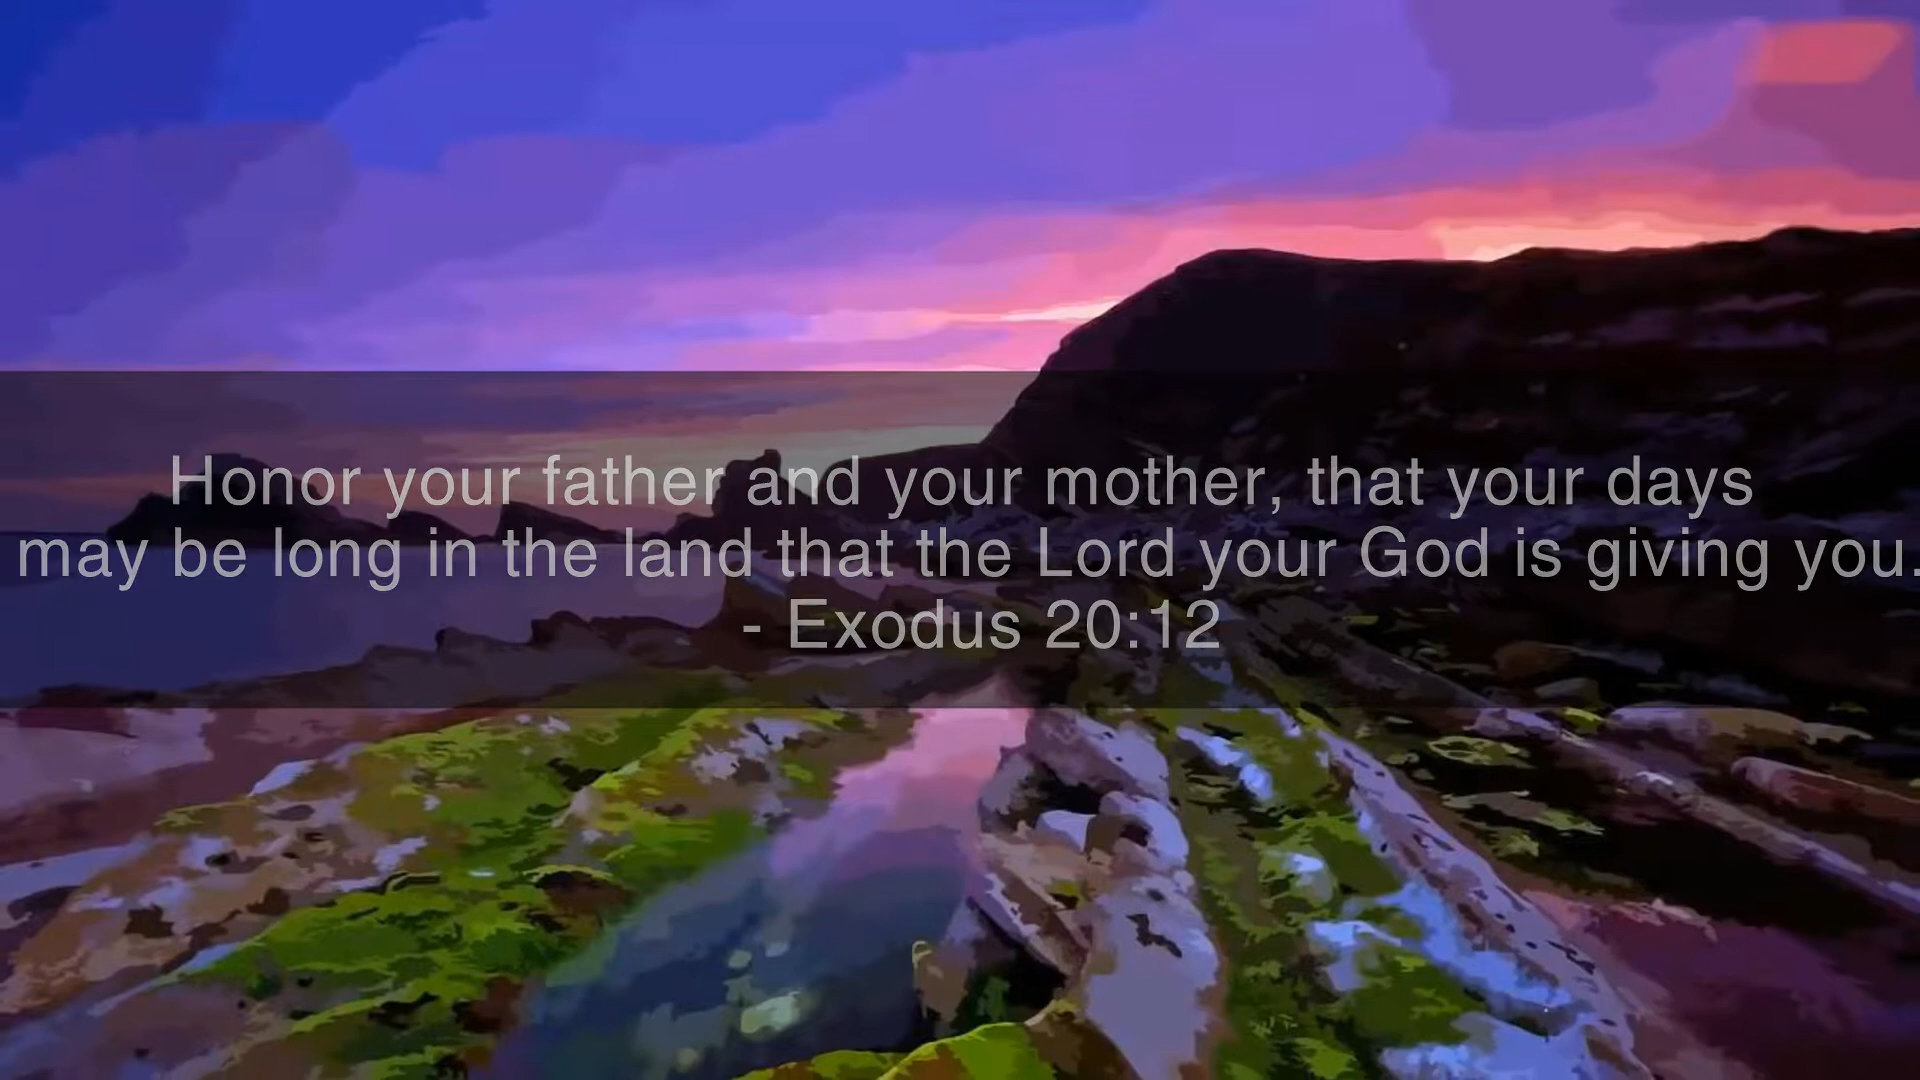 Honor your father and your mother, that your days
may be long in the land that the Lord your God is giving you.
- Exodus 20:12